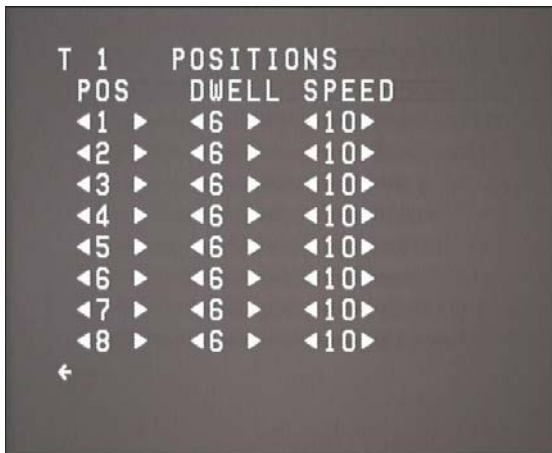 T 1 POSITIONS
POS DWELL SPEED
◄1 ► ◄6 ► ◄10►
◄2 ► ◄6 ► ◄10►
◄3 ► ◄6 ► ◄10►
◄4 ► ◄6 ► ◄10►
◄5 ► ◄6 ► ◄10►
◄6 ► ◄6 ► ◄10►
◄7 ► ◄6 ► ◄10►
◄8 ► ◄6 ► ◄10►
←